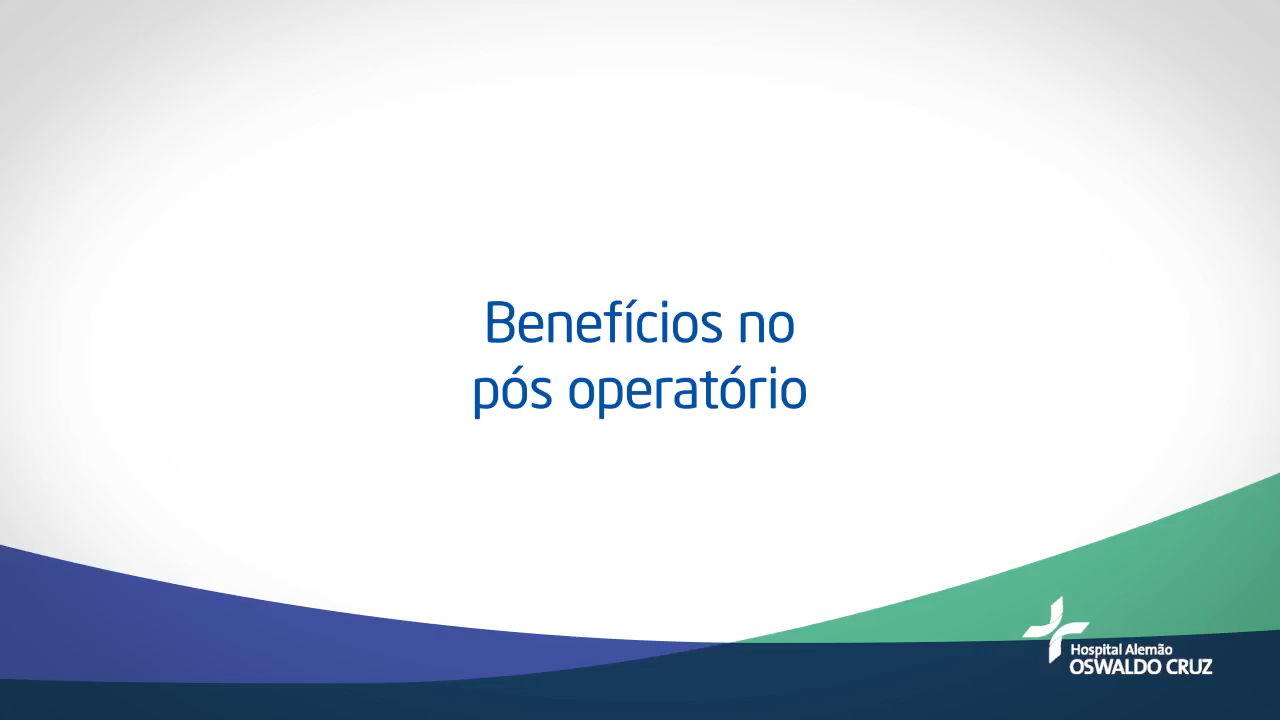 Benefícios no
pós operatório
Hospital Alemão
OSWALDO CRUZ